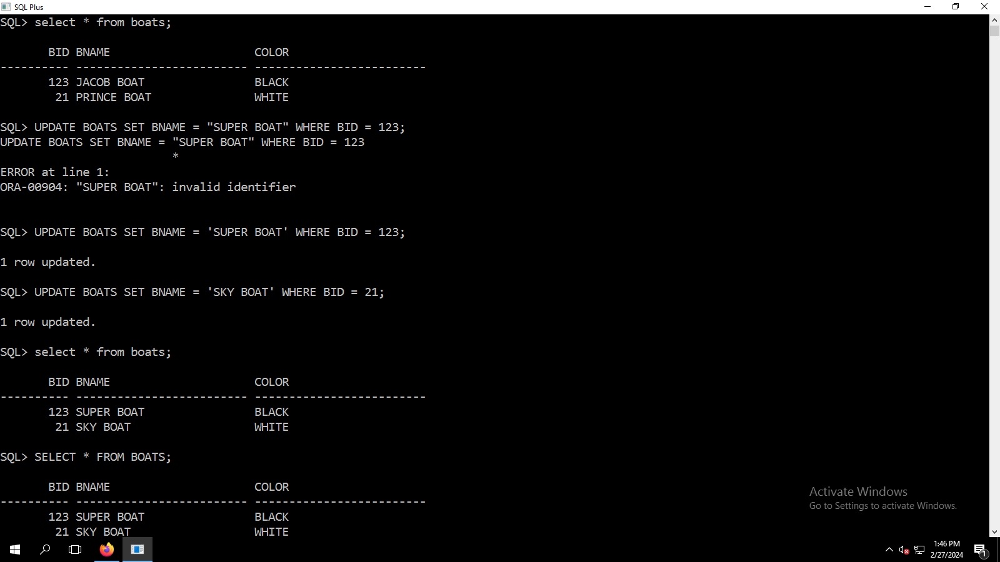 SQL Plus
SQL> select * from boats;
       BID BNAME                     COLOR
---------- ------------------------- -------------------------
       123 JACOB BOAT                BLACK
        21 PRINCE BOAT               WHITE
SQL> UPDATE BOATS SET BNAME = "SUPER BOAT" WHERE BID = 123;
UPDATE BOATS SET BNAME = "SUPER BOAT" WHERE BID = 123
                         *
ERROR at line 1:
ORA-00904: "SUPER BOAT": invalid identifier
SQL> UPDATE BOATS SET BNAME = 'SUPER BOAT' WHERE BID = 123;
1 row updated.
SQL> UPDATE BOATS SET BNAME = 'SKY BOAT' WHERE BID = 21;
1 row updated.
SQL> select * from boats;
       BID BNAME                     COLOR
---------- ------------------------- -------------------------
       123 SUPER BOAT                BLACK
        21 SKY BOAT                  WHITE
SQL> SELECT * FROM BOATS;
       BID BNAME                     COLOR
---------- ------------------------- -------------------------
       123 SUPER BOAT                BLACK
        21 SKY BOAT                  WHITE
Activate Windows
Go to Settings to activate Windows.
1:46 PM
2/27/2024
1